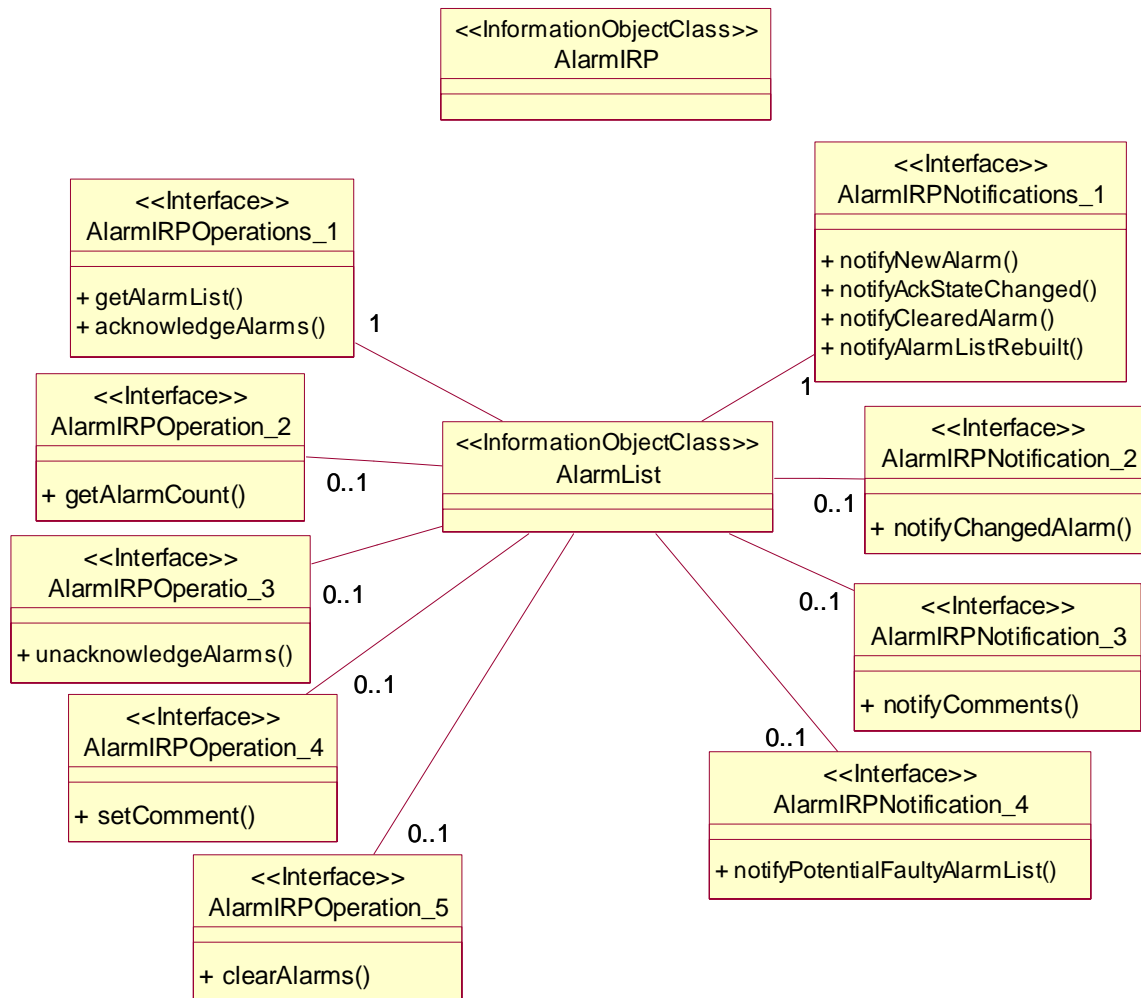 <<InformationObjectClass>>
AlarmIRP
<<Interface>>
AlarmIRPOperations_1
+ getAlarmList()
+ acknowledgeAlarms()
1
<<Interface>>
AlarmIRPNotifications_1
+ notifyNewAlarm()
+ notifyAckStateChanged()
+ notifyClearedAlarm()
+ notifyAlarmListRebuilt()
1
<<Interface>>
AlarmIRPOperation_2
+ getAlarmCount()
0..1
<<InformationObjectClass>>
AlarmList
<<Interface>>
AlarmIRPNotification_2
+ notifyChangedAlarm()
0..1
<<Interface>>
AlarmIRPOperatio_3
+ unacknowledgeAlarms()
0..1
<<Interface>>
AlarmIRPNotification_3
+ notifyComments()
0..1
<<Interface>>
AlarmIRPOperation_4
+ setComment()
0..1
<<Interface>>
AlarmIRPNotification_4
+ notifyPotentialFaultyAlarmList()
0..1
<<Interface>>
AlarmIRPOperation_5
+ clearAlarms()
0..1